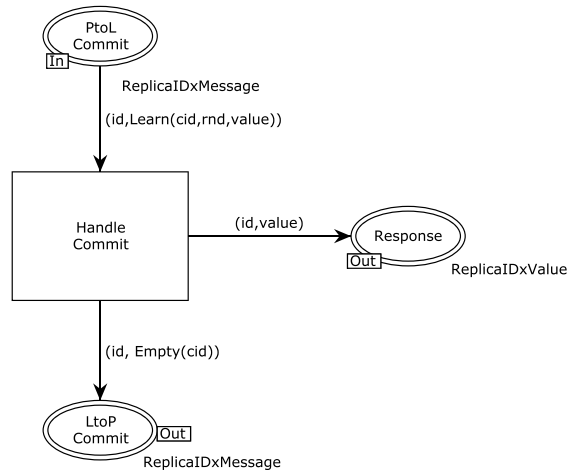 PtoL
Commit
In
ReplicaIDxMessage
(id,Learn(cid,rnd,value))
Handle
Commit
(id,value)
Response
Out
ReplicaIDxValue
(id, Empty(cid))
LtoP
Commit
Out
ReplicaIDxMessage